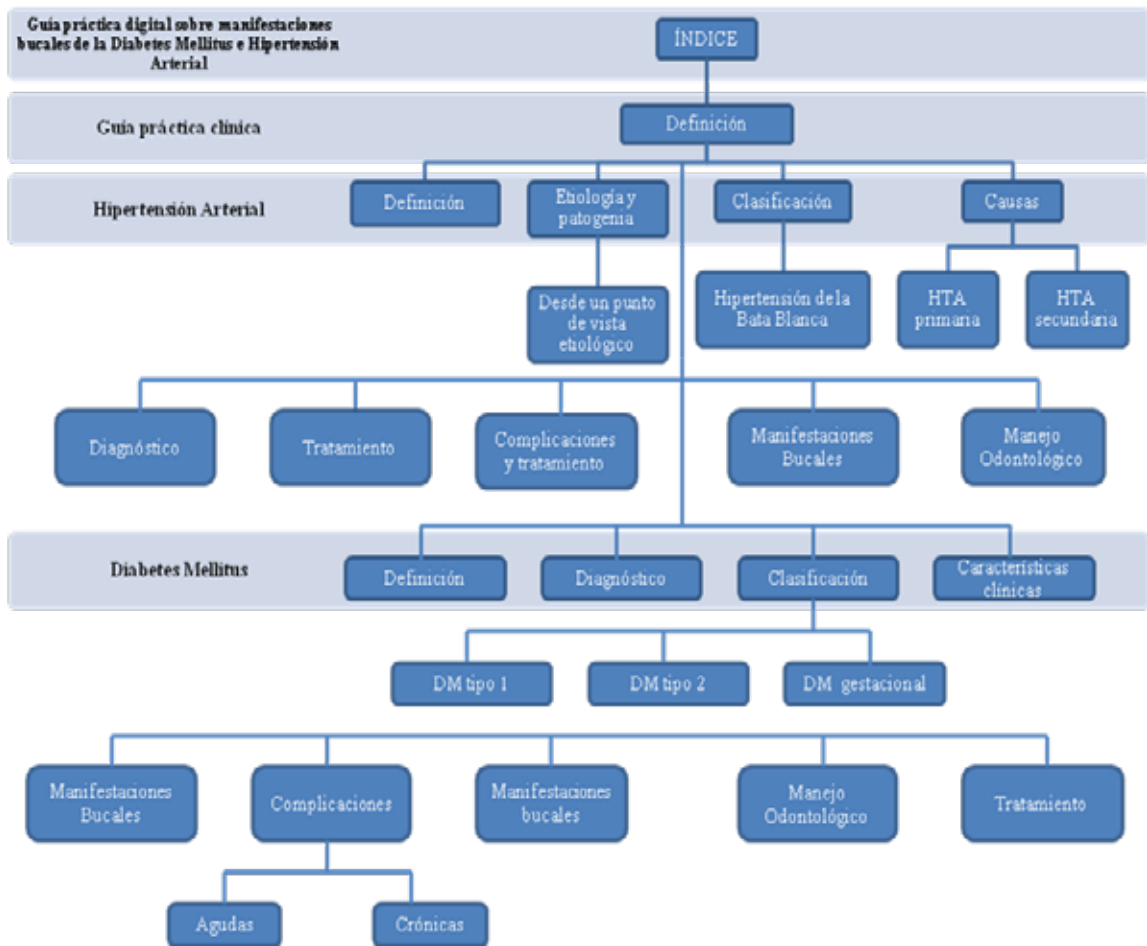 Guía práctica digital sobre manifestaciones
bucales de la Diabetes Mellitus e Hipertensión
Arterial
ÍNDICE
Guía práctica clínica
Definición
Hipertensión Arterial
Definición
Etiología y
patogenia
Clasificación
Causas
Desde un punto
de vista
etiológico
Hipertensión de la
Bata Blanca
HTA
primaria
HTA
secundaria
Diagnóstico
Tratamiento
Complicaciones
y tratamiento
Manifestaciones
Bucales
Manejo
Odontológico
Diabetes Mellitus
Definición
Diagnóstico
Clasificación
Características
clínicas
DM tipo 1
DM tipo 2
DM gestacional
Manifestaciones
Bucales
Complicaciones
Manifestaciones
bucales
Manejo
Odontológico
Tratamiento
Agudas
Crónicas